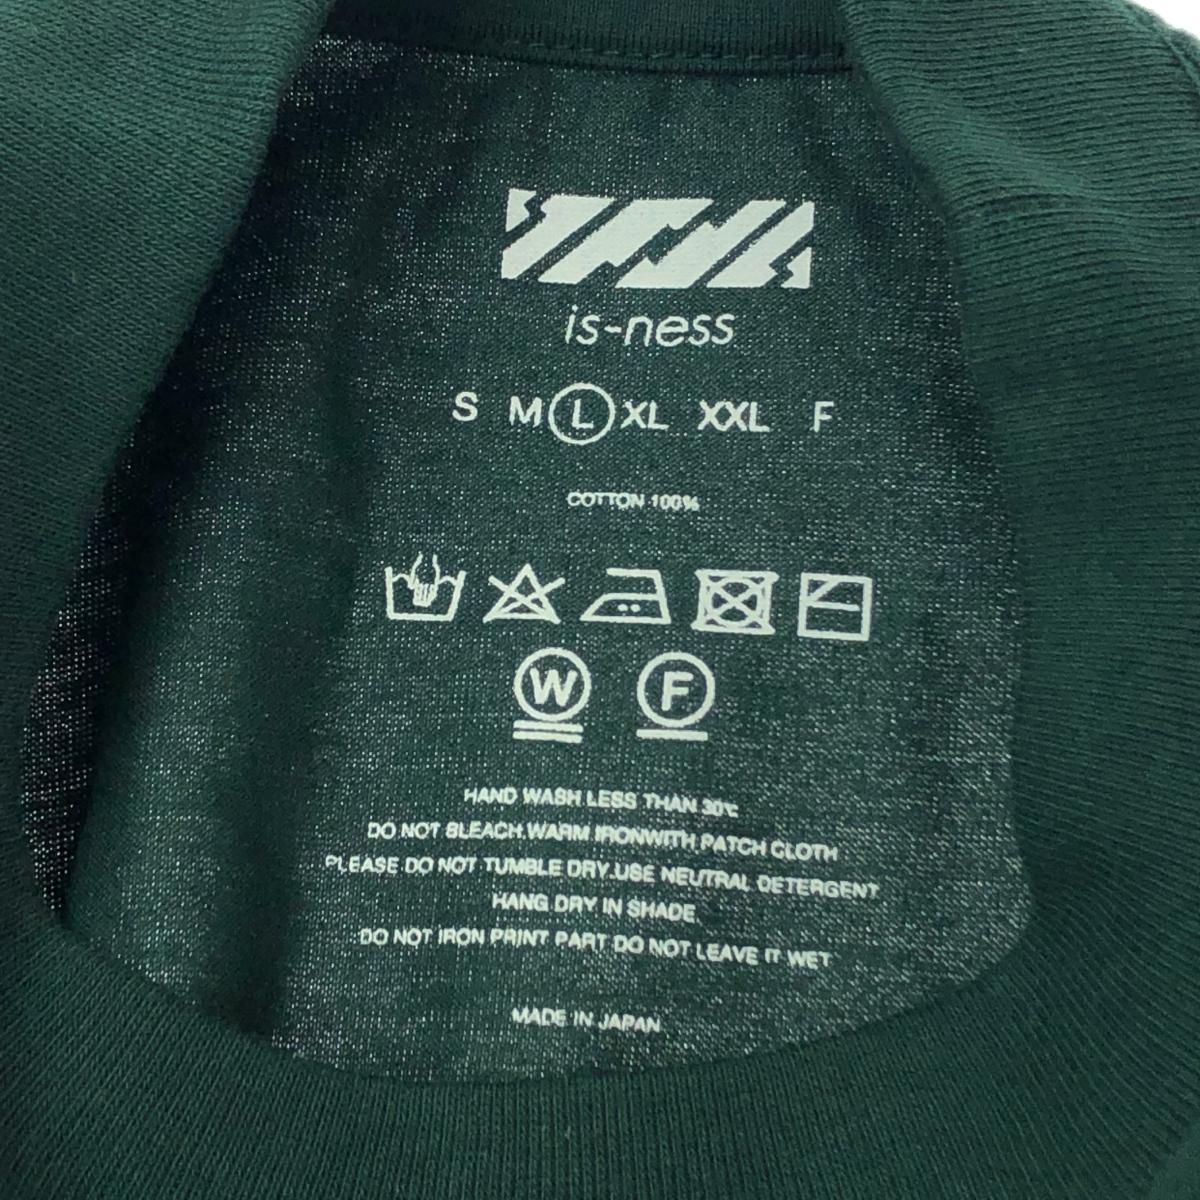 is-ness
S M L XL XXL F
COTTON 100%
W F
HAND WASH LESS THAN 30℃
DO NOT BLEACH.WARM IRONWITH PATCH CLOTH
PLEASE DO NOT TUMBLE DRY.USE NEUTRAL DETERGENT
HANG DRY IN SHADE
DO NOT IRON PRINT PART DO NOT LEAVE IT WET
MADE IN JAPAN